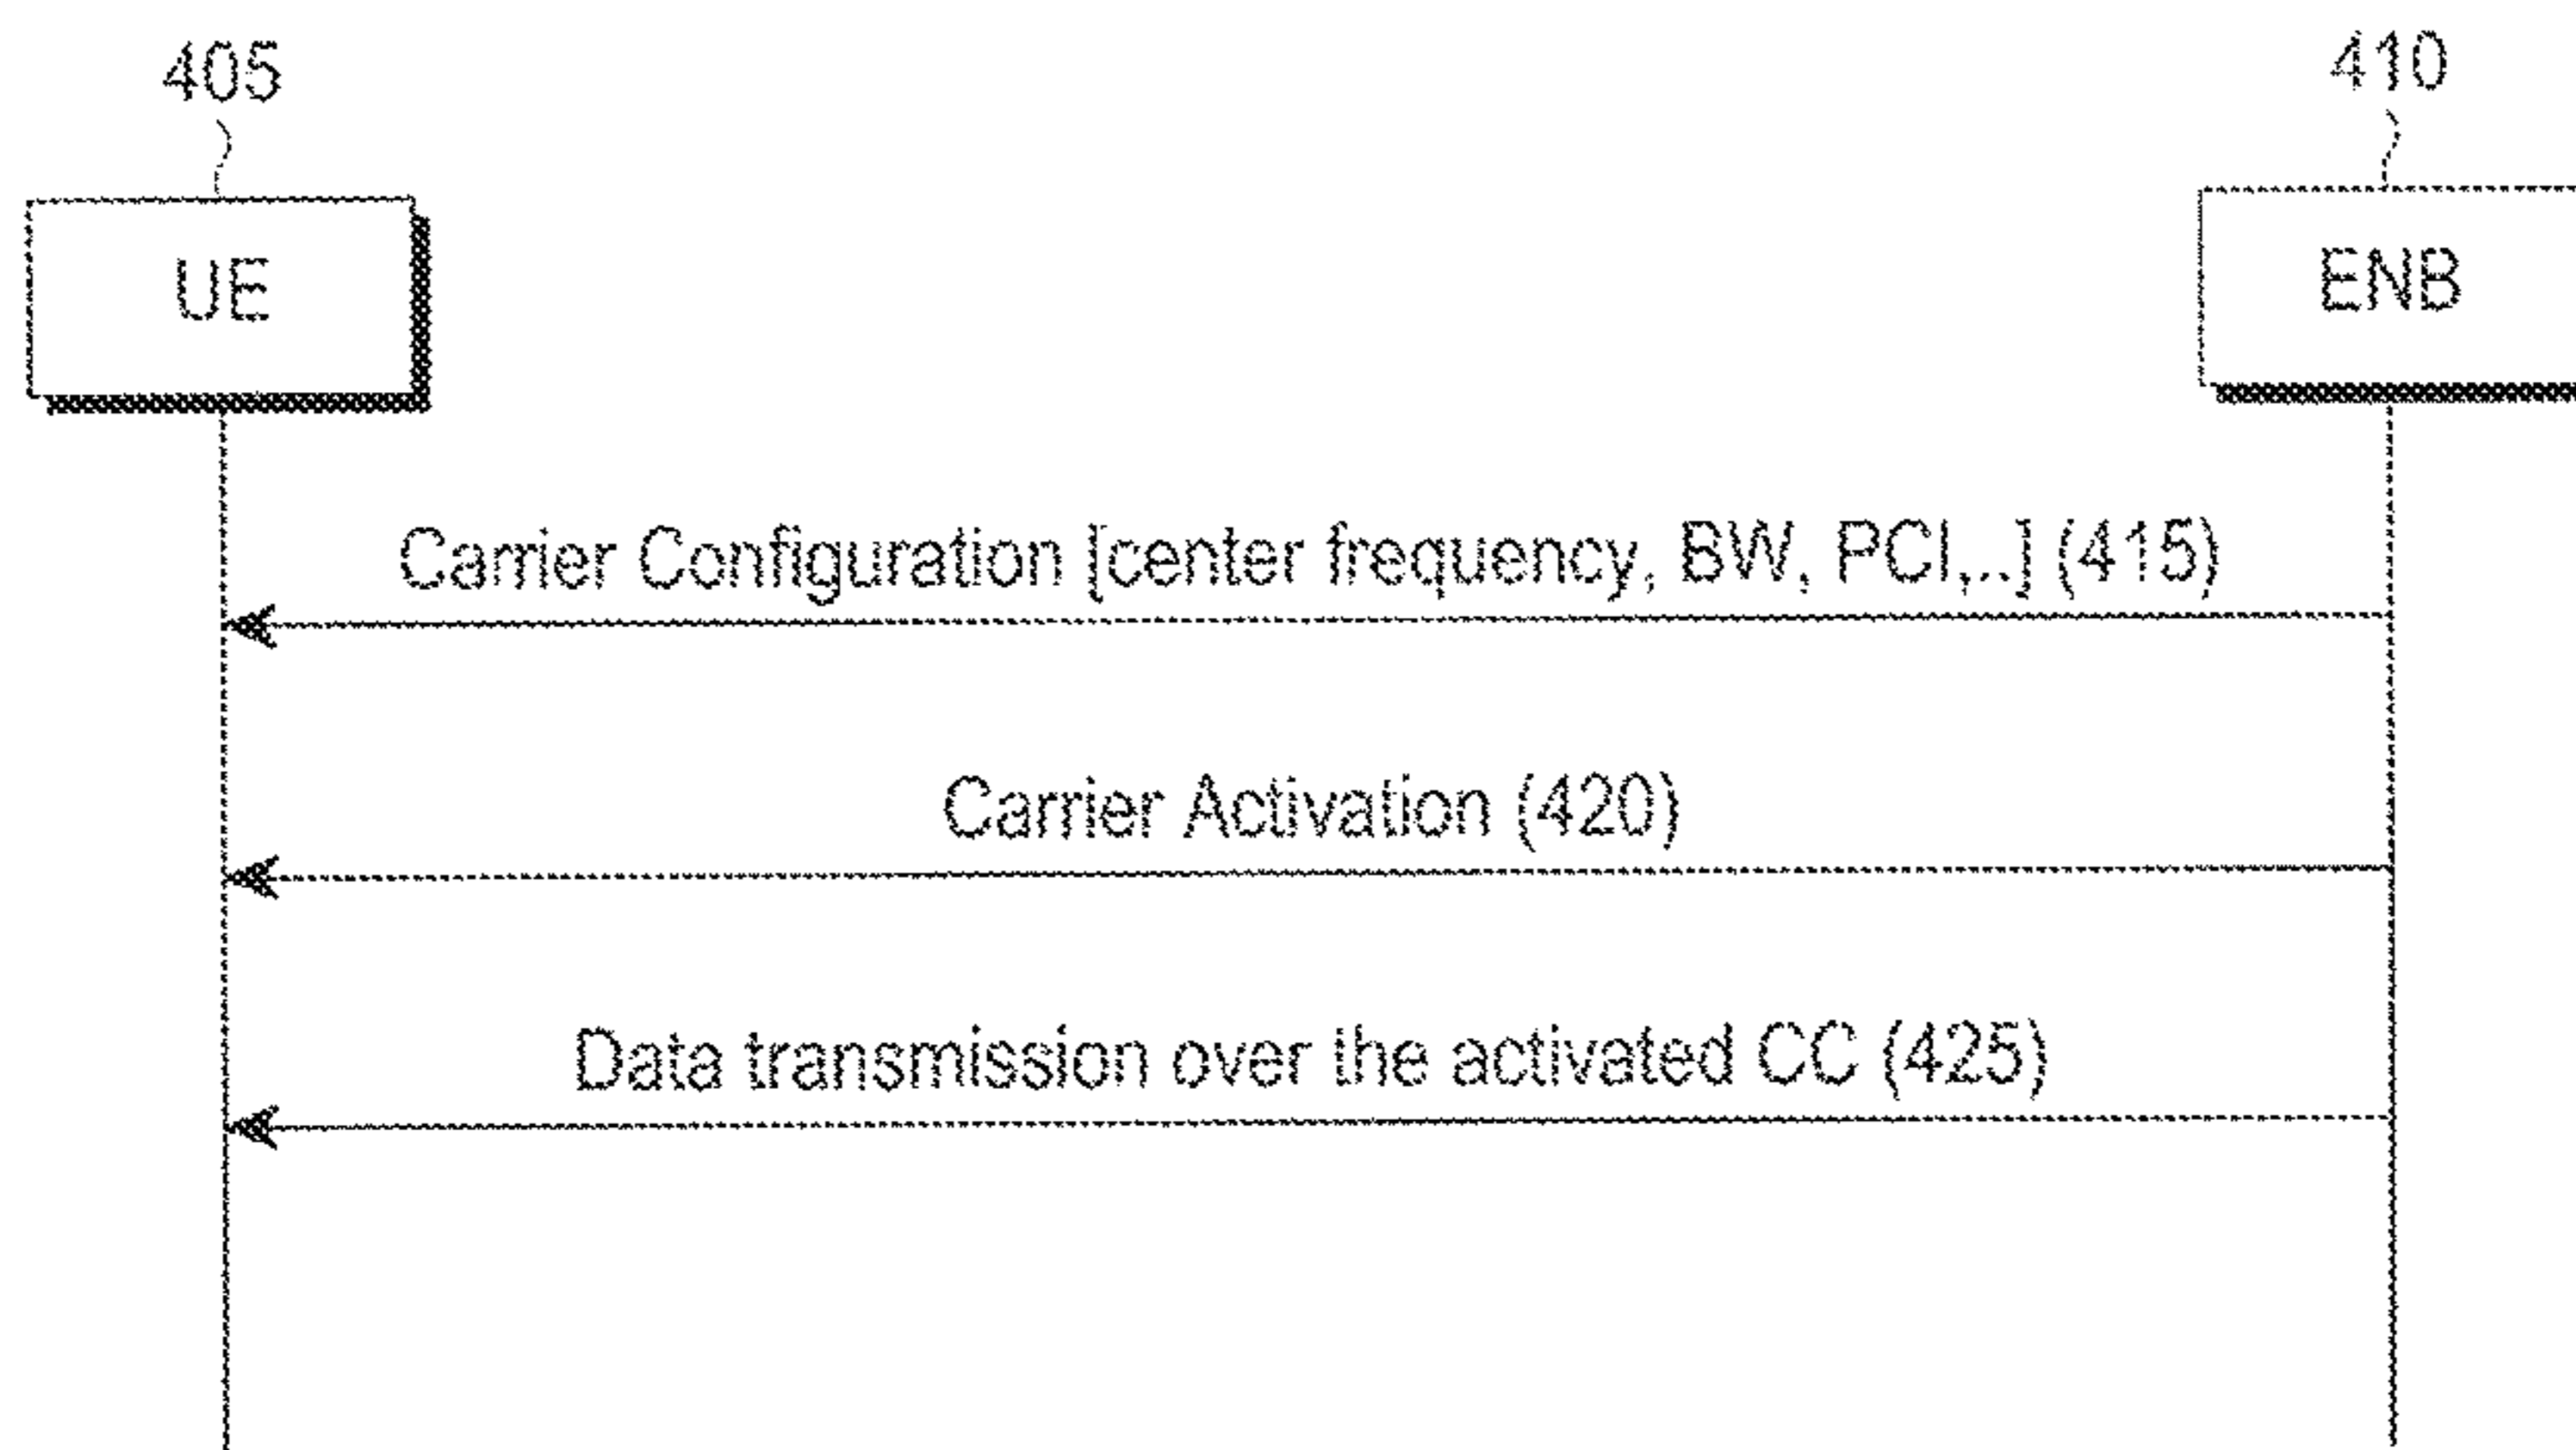 405
410
UE
ENB
Carrier Configuration [center frequency, BW, PCI,..] (415)
Carrier Activation (420)
Data transmission over the activated CC (425)